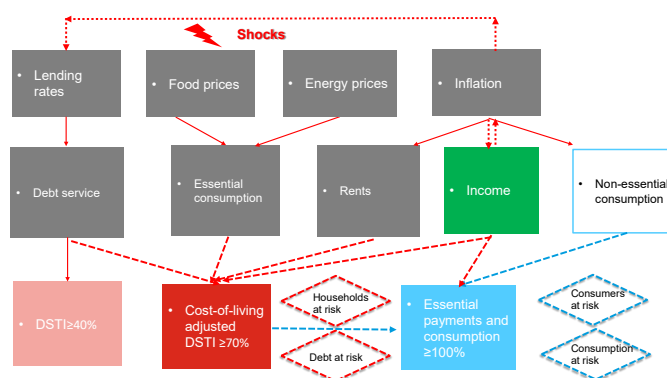 Shocks
• Lending
rates
• Food prices
• Energy prices
• Inflation
• Debt service
• Essential
consumption
• Rents
• Income
• Non-essential
consumption
• DSTI≥40%
• Cost-of-living
adjusted
DSTI ≥70%
• Households
at risk
• Debt at risk
• Essential
payments and
consumption
≥100%
• Consumers
at risk
• Consumption
at risk